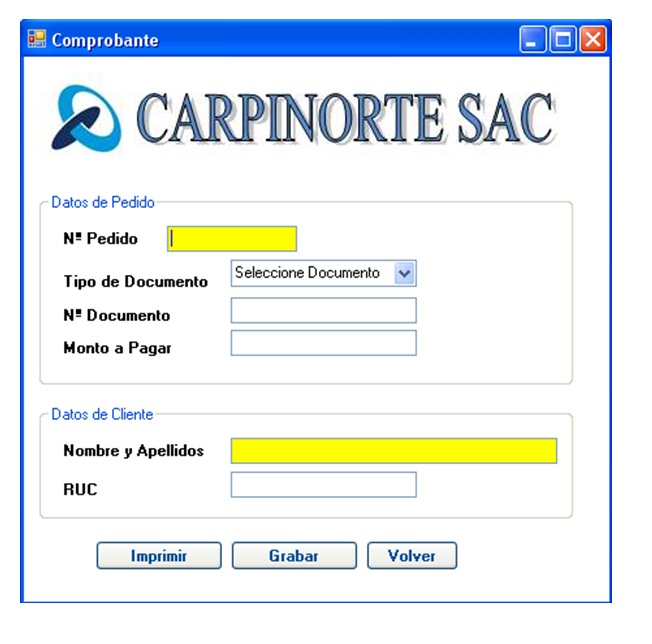 Comprobante
CARPINORTE SAC
Datos de Pedido
Nº Pedido
Tipo de Documento Seleccione Documento
Nº Documento
Monto a Pagar
Datos de Cliente
Nombre y Apellidos
RUC
Imprimir Grabar Volver